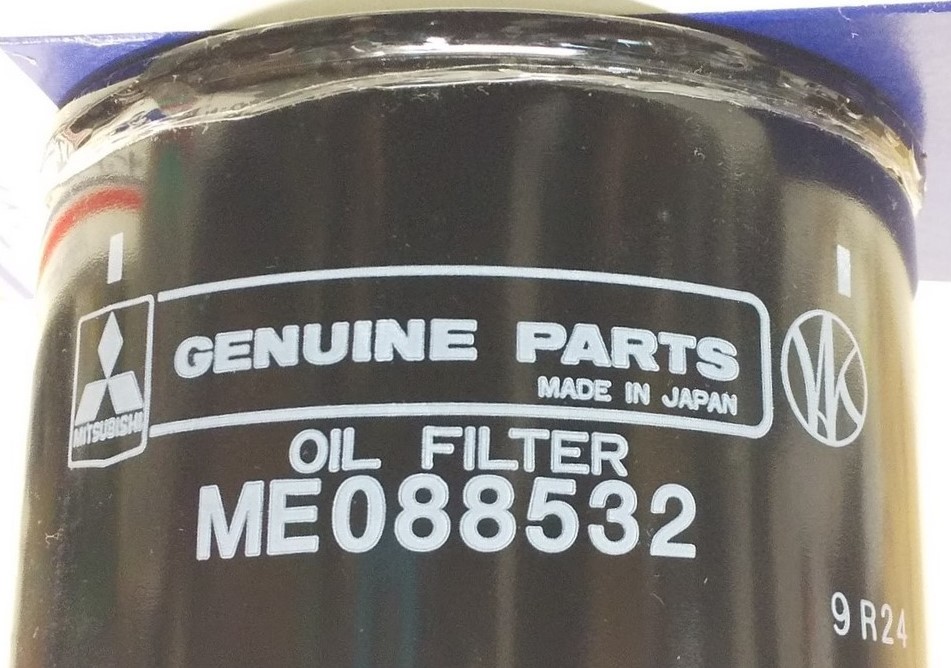 GENUINE PARTS
MADE IN JAPAN
MITSUBISHI
OIL FILTER
ME088532
9 R24